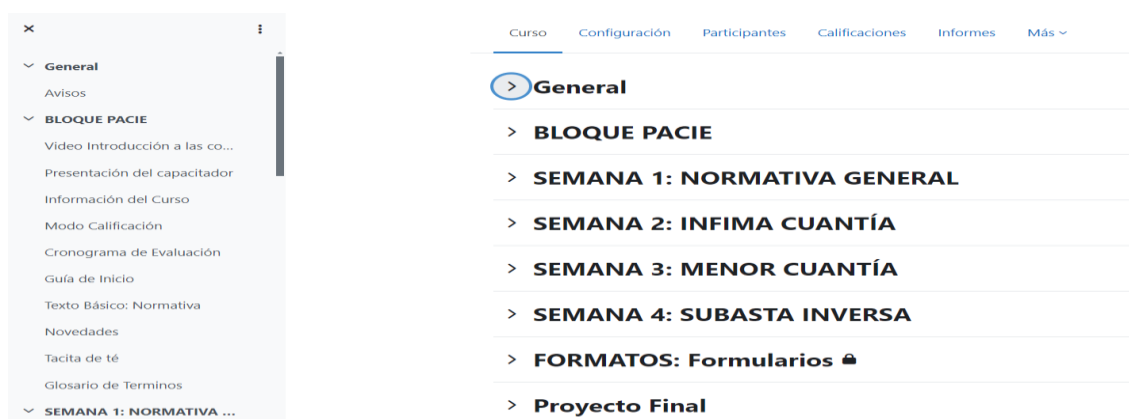 General
Avisos
BLOQUE PACIE
Video Introducción a las co...
Presentación del capacitador
Información del Curso
Modo Calificación
Cronograma de Evaluación
Guía de Inicio
Texto Básico: Normativa
Novedades
Tacita de té
Glosario de Terminos
SEMANA 1: NORMATIVA ...
Curso Configuración Participantes Calificaciones Informes Más
General
BLOQUE PACIE
SEMANA 1: NORMATIVA GENERAL
SEMANA 2: INFIMA CUANTÍA
SEMANA 3: MENOR CUANTÍA
SEMANA 4: SUBASTA INVERSA
FORMATOS: Formularios
Proyecto Final